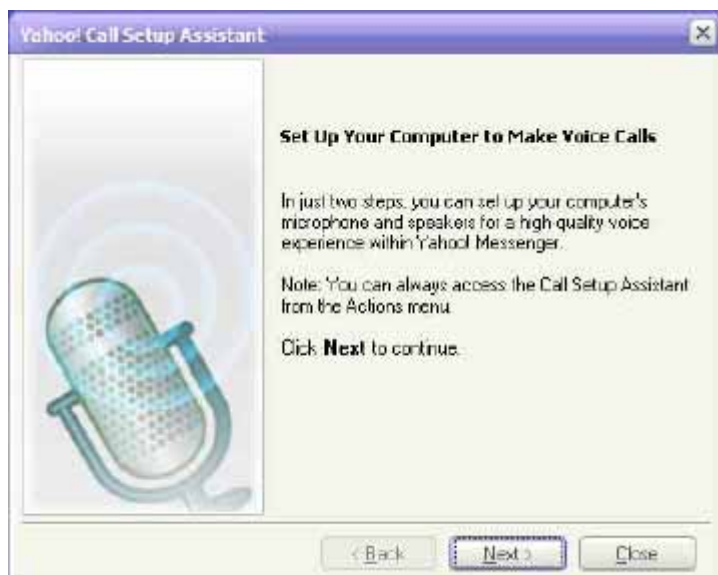 Yahoo! Call Setup Assistant
Set Up Your Computer to Make Voice Calls
In just two steps, you can set up your computer's
microphone and speakers for a high-quality voice
experience within Yahoo! Messenger.
Note: You can always access the Call Setup Assistant
from the Actions menu
Click Next to continue.
< Back
Next >
Close